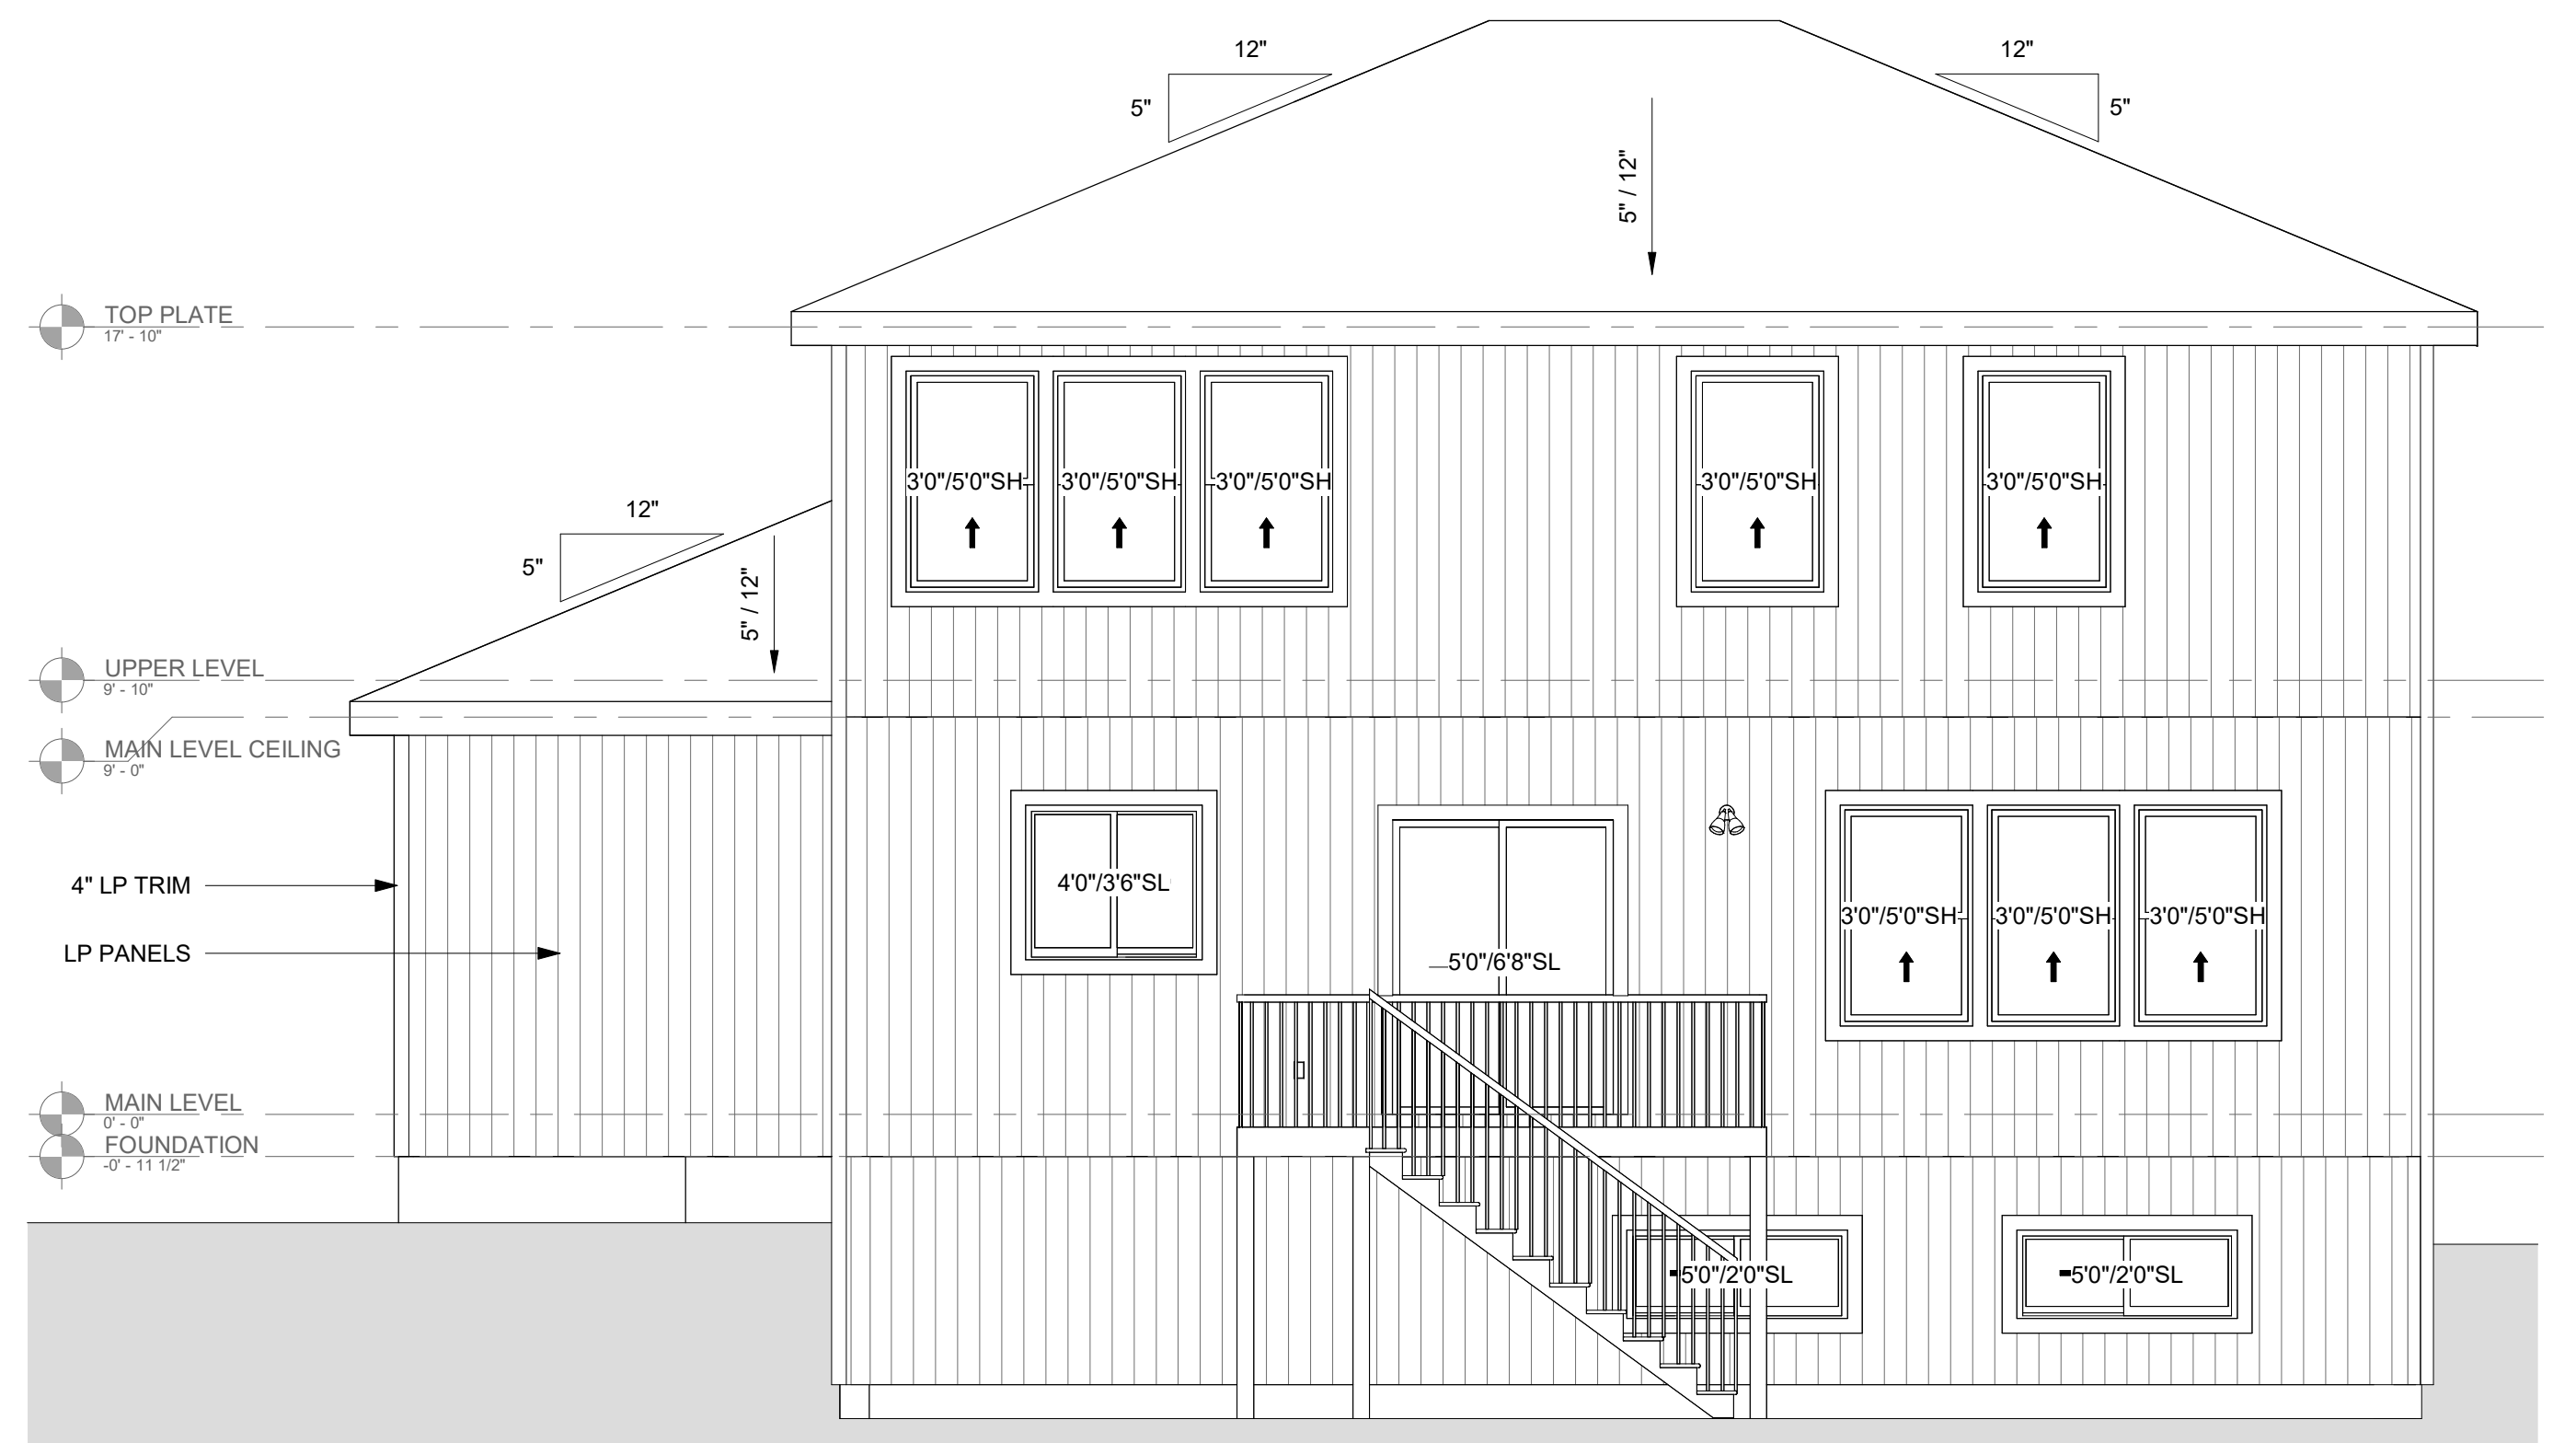 12"
12"
5"
5"
5" / 12"
TOP PLATE
17' - 10"
3'0"/5'0"SH
3'0"/5'0"SH
3'0"/5'0"SH
3'0"/5'0"SH
3'0"/5'0"SH
12"
5"
5" / 12"
UPPER LEVEL
9' - 10"
MAIN LEVEL CEILING
9' - 0"
4" LP TRIM
4'0"/3'6"SL
3'0"/5'0"SH
3'0"/5'0"SH
3'0"/5'0"SH
LP PANELS
5'0"/6'8"SL
MAIN LEVEL
0' - 0"
FOUNDATION
-0' - 11 1/2"
5'0"/2'0"SL
5'0"/2'0"SL